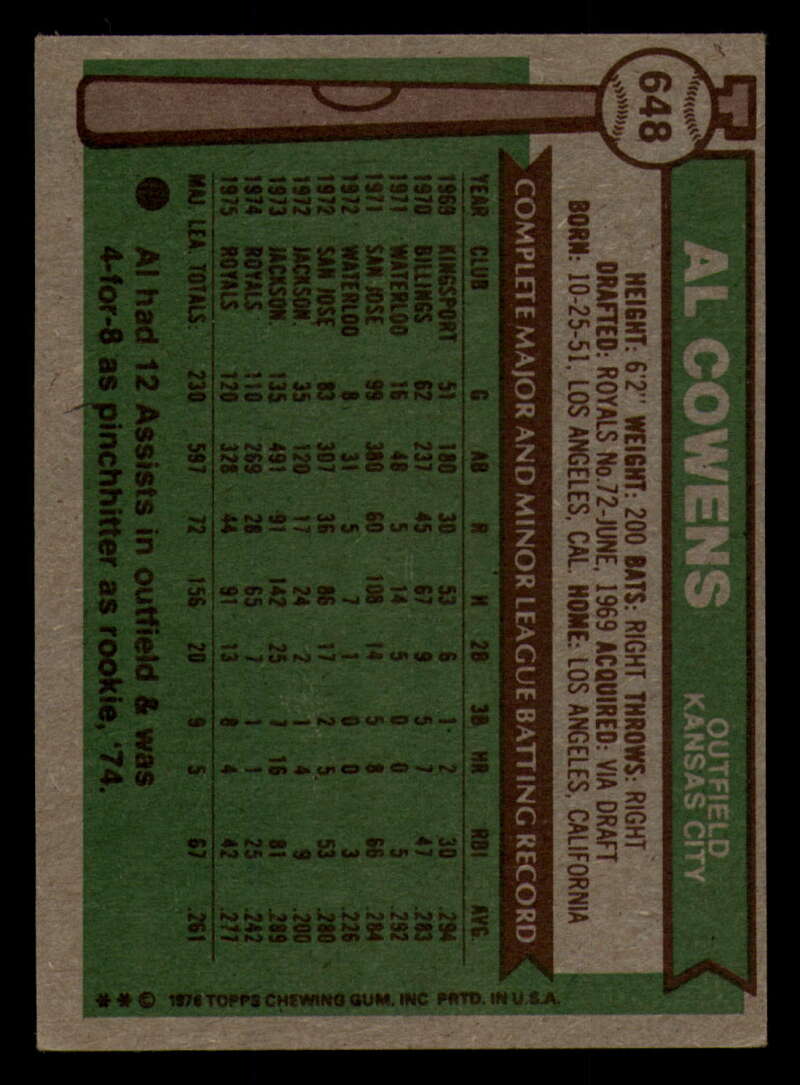 648
AL COWENS
OUTFIELD
KANSAS CITY
HEIGHT: 6'2" WEIGHT: 200 BATS: RIGHT THROWS: RIGHT
DRAFTED: ROYALS No.72-JUNE, 1969 ACQUIRED: VIA DRAFT
BORN: 10-25-51, LOS ANGELES, CAL. HOME: LOS ANGELES, CALIFORNIA
COMPLETE MAJOR AND MINOR LEAGUE BATTING RECORD
YEAR CLUB G AB R H 2B 3B HR RBI AVG.
1969 KINGSPORT 51 180 30 53 6 1 2 30 .294
1970 BILLINGS 62 237 45 67 9 5 7 47 .283
1971 WATERLOO 16 48 5 14 5 0 0 5 .292
1971 SAN JOSE 99 380 60 108 14 5 8 66 .284
1972 WATERLOO 8 31 5 7 1 0 0 3 .226
1972 SAN JOSE 83 307 36 86 17 2 5 53 .280
1972 JACKSON 35 120 17 24 2 1 4 9 .200
1973 JACKSON 135 491 91 142 25 7 16 81 .289
1974 ROYALS 110 269 28 65 7 1 1 25 .242
1975 ROYALS 120 328 44 91 13 8 4 42 .277
MAJ. LEA. TOTALS 230 597 72 156 20 9 5 67 .261
Al had 12 Assists in outfield & was
4-for-8 as pinchhitter as rookie, '74.
** © 1976 TOPPS CHEWING GUM, INC. PRTD. IN U.S.A.